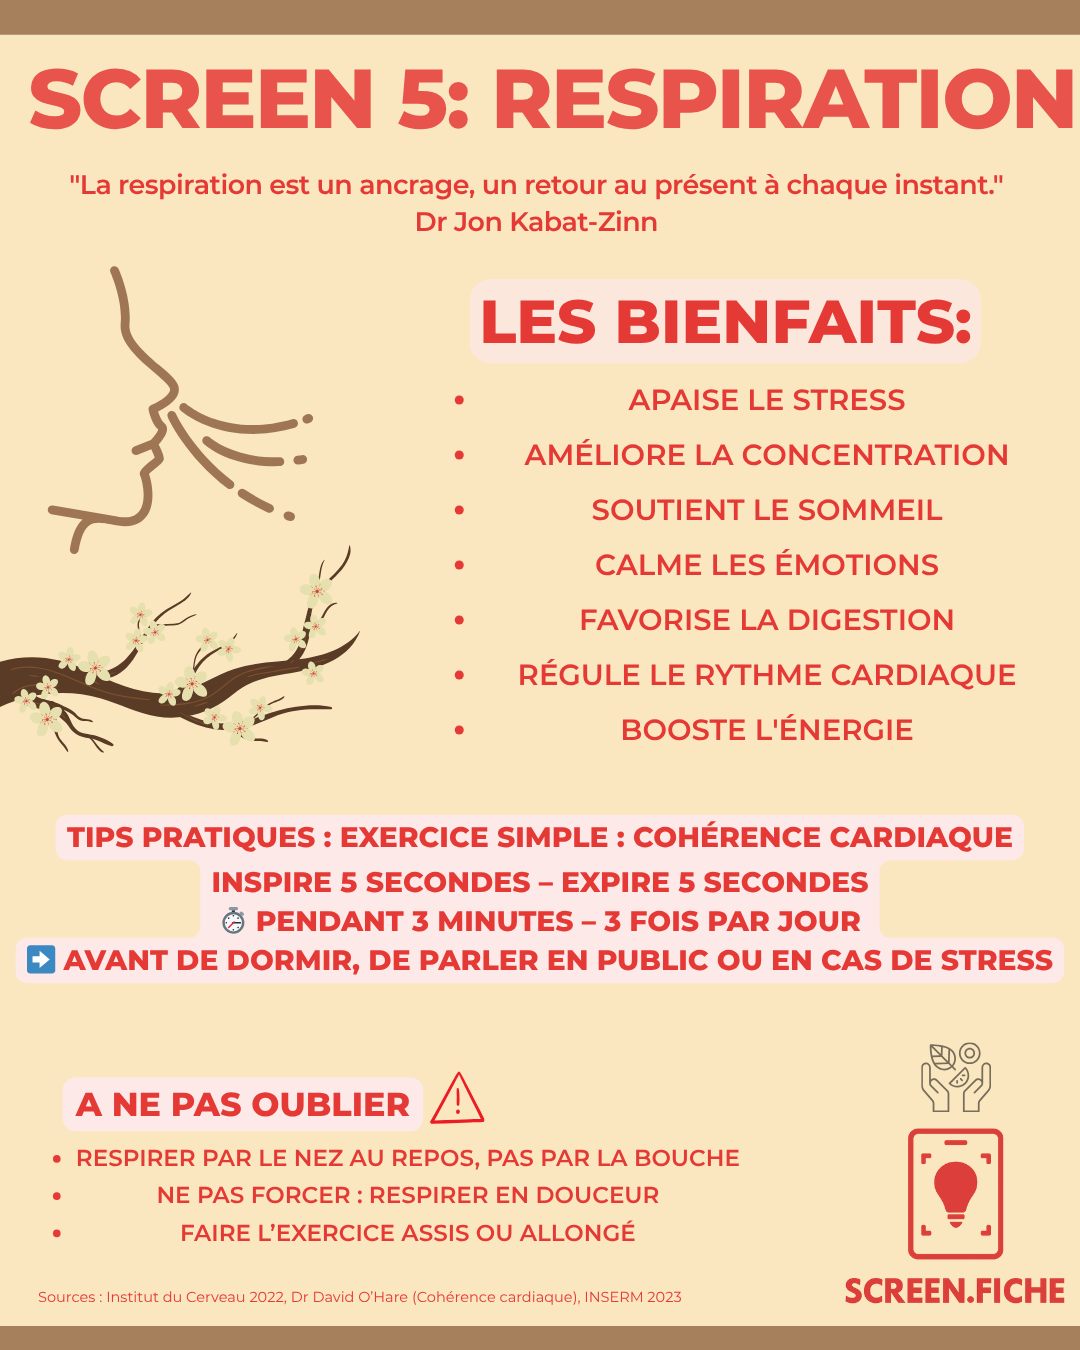 SCREEN 5: RESPIRATION
"La respiration est un ancrage, un retour au présent à chaque instant."
Dr Jon Kabat-Zinn
LES BIENFAITS:
• APAISE LE STRESS
• AMÉLIORE LA CONCENTRATION
• SOUTIENT LE SOMMEIL
• CALME LES ÉMOTIONS
• FAVORISE LA DIGESTION
• RÉGULE LE RYTHME CARDIAQUE
• BOOSTE L'ÉNERGIE
TIPS PRATIQUES : EXERCICE SIMPLE : COHÉRENCE CARDIAQUE
INSPIRE 5 SECONDES – EXPIRE 5 SECONDES
⏱ PENDANT 3 MINUTES – 3 FOIS PAR JOUR
➡ AVANT DE DORMIR, DE PARLER EN PUBLIC OU EN CAS DE STRESS
A NE PAS OUBLIER
• RESPIRER PAR LE NEZ AU REPOS, PAS PAR LA BOUCHE
• NE PAS FORCER : RESPIRER EN DOUCEUR
• FAIRE L’EXERCICE ASSIS OU ALLONGÉ
Sources : Institut du Cerveau 2022, Dr David O’Hare (Cohérence cardiaque), INSERM 2023
SCREEN.FICHE